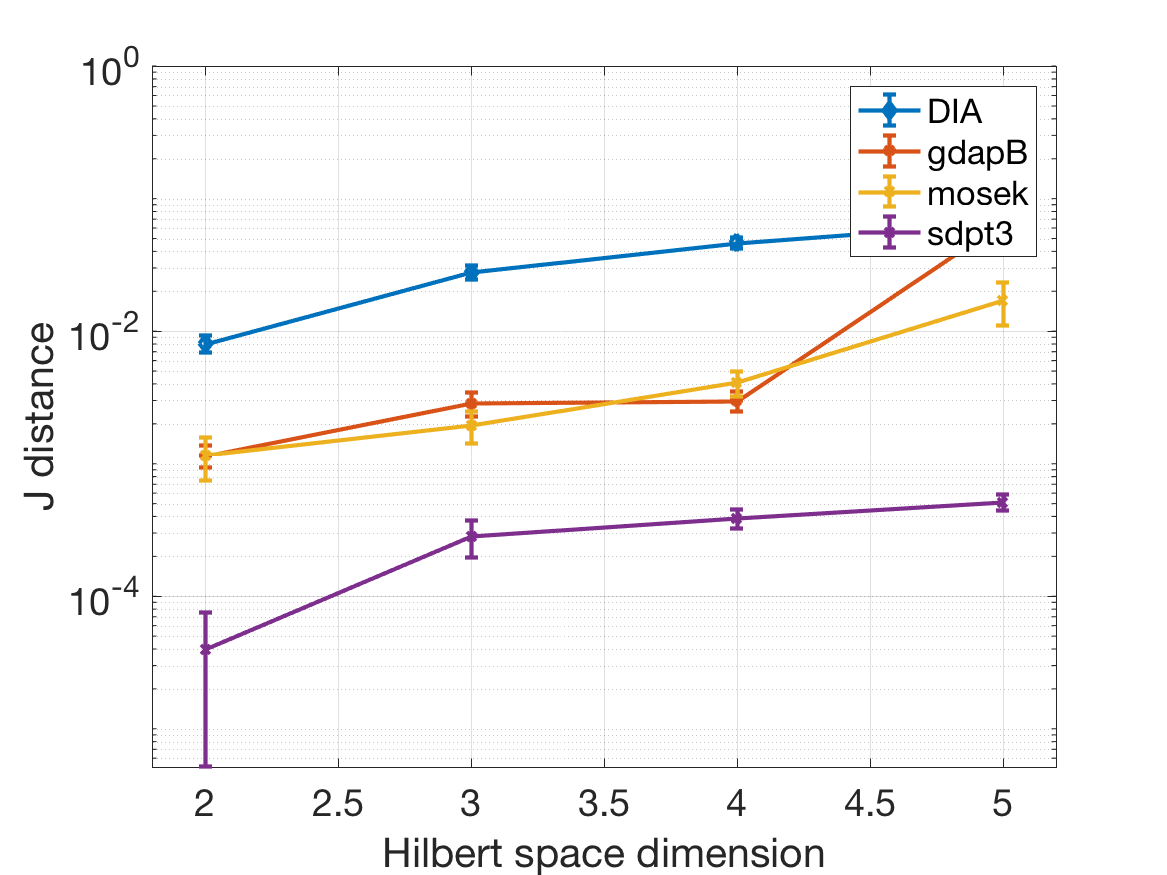 10^0
10^-2
10^-4
J distance
DIA
gdapB
mosek
sdpt3
2 2.5 3 3.5 4 4.5 5
Hilbert space dimension